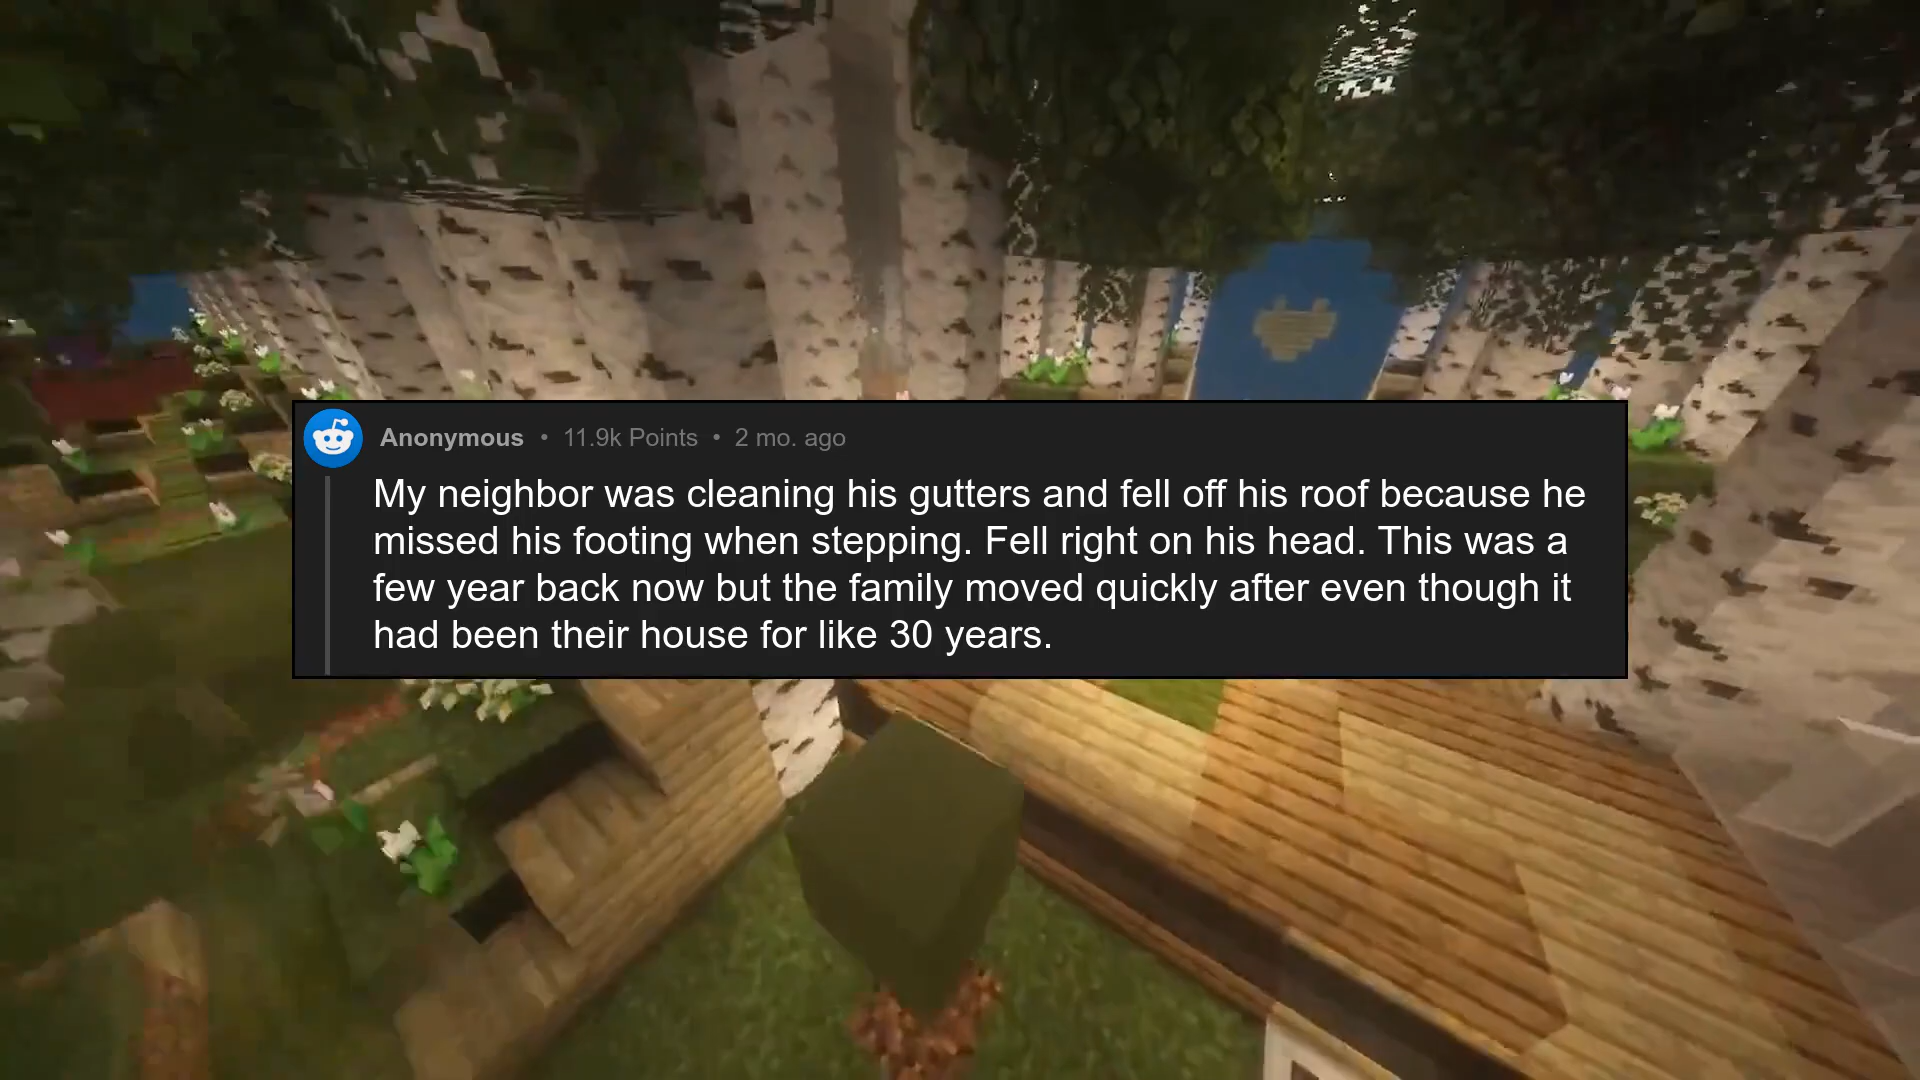 Anonymous • 11.9k Points • 2 mo. ago
My neighbor was cleaning his gutters and fell off his roof because he
missed his footing when stepping. Fell right on his head. This was a
few year back now but the family moved quickly after even though it
had been their house for like 30 years.